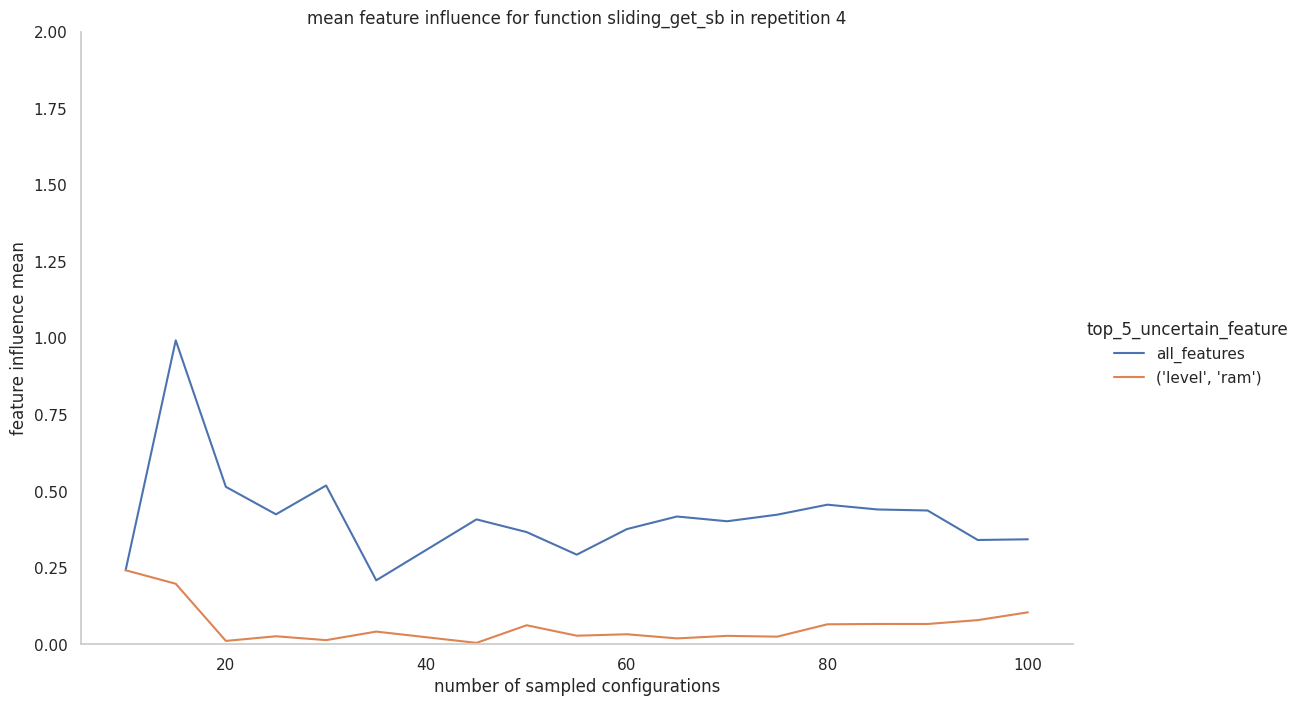 mean feature influence for function sliding_get_sb in repetition 4
2.00
1.75
1.50
1.25
1.00
0.75
0.50
0.25
0.00
feature influence mean
20
40
60
80
100
number of sampled configurations
top_5_uncertain_feature
all_features
('level', 'ram')